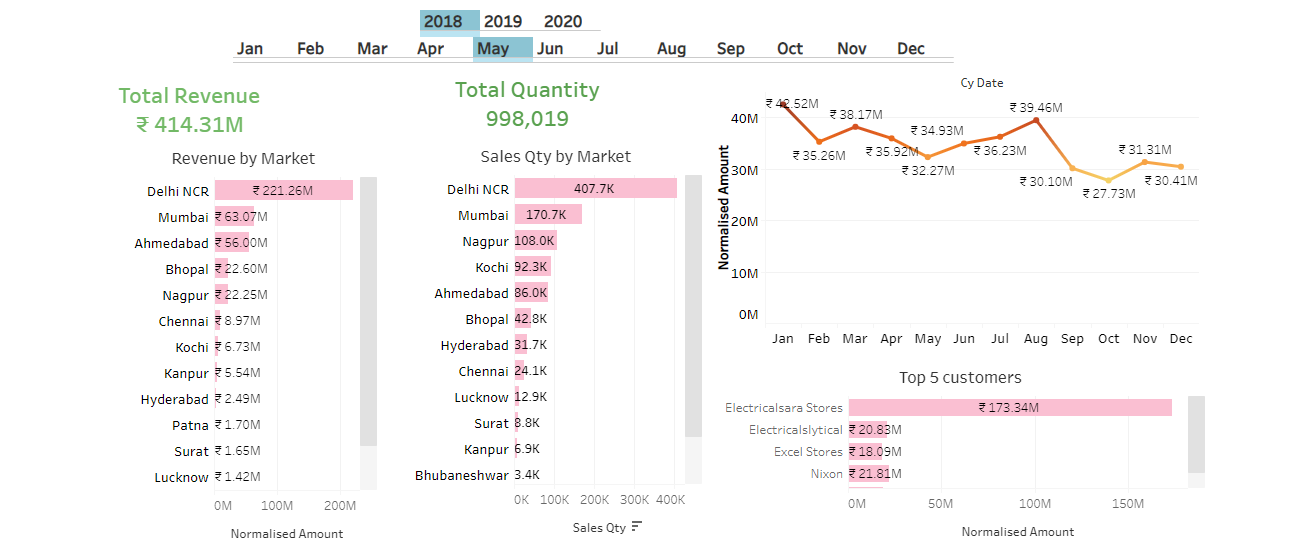 2018 2019 2020
Jan Feb Mar Apr May Jun Jul Aug Sep Oct Nov Dec
Total Revenue
₹ 414.31M
Revenue by Market
Delhi NCR ₹ 221.26M
Mumbai ₹ 63.07M
Ahmedabad ₹ 56.00M
Bhopal ₹ 22.60M
Nagpur ₹ 22.25M
Chennai ₹ 8.97M
Kochi ₹ 6.73M
Kanpur ₹ 5.54M
Hyderabad ₹ 2.49M
Patna ₹ 1.70M
Surat ₹ 1.65M
Lucknow ₹ 1.42M
0M 100M 200M
Normalised Amount
Total Quantity
998,019
Sales Qty by Market
Delhi NCR 407.7K
Mumbai 170.7K
Nagpur 108.0K
Kochi 92.3K
Ahmedabad 86.0K
Bhopal 42.8K
Hyderabad 31.7K
Chennai 24.1K
Lucknow 12.9K
Surat 8.8K
Kanpur 6.9K
Bhubaneshwar 3.4K
0K 100K 200K 300K 400K
Sales Qty
Cy Date
Normalised Amount
40M
30M
20M
10M
0M
₹ 42.52M
₹ 35.26M
₹ 38.17M
₹ 35.92M
₹ 32.27M
₹ 34.93M
₹ 36.23M
₹ 39.46M
₹ 30.10M
₹ 27.73M
₹ 31.31M
₹ 30.41M
Jan Feb Mar Apr May Jun Jul Aug Sep Oct Nov Dec
Top 5 customers
Electricalsara Stores ₹ 173.34M
Electricalslytical ₹ 20.83M
Excel Stores ₹ 18.09M
Nixon ₹ 21.81M
0M 50M 100M 150M
Normalised Amount